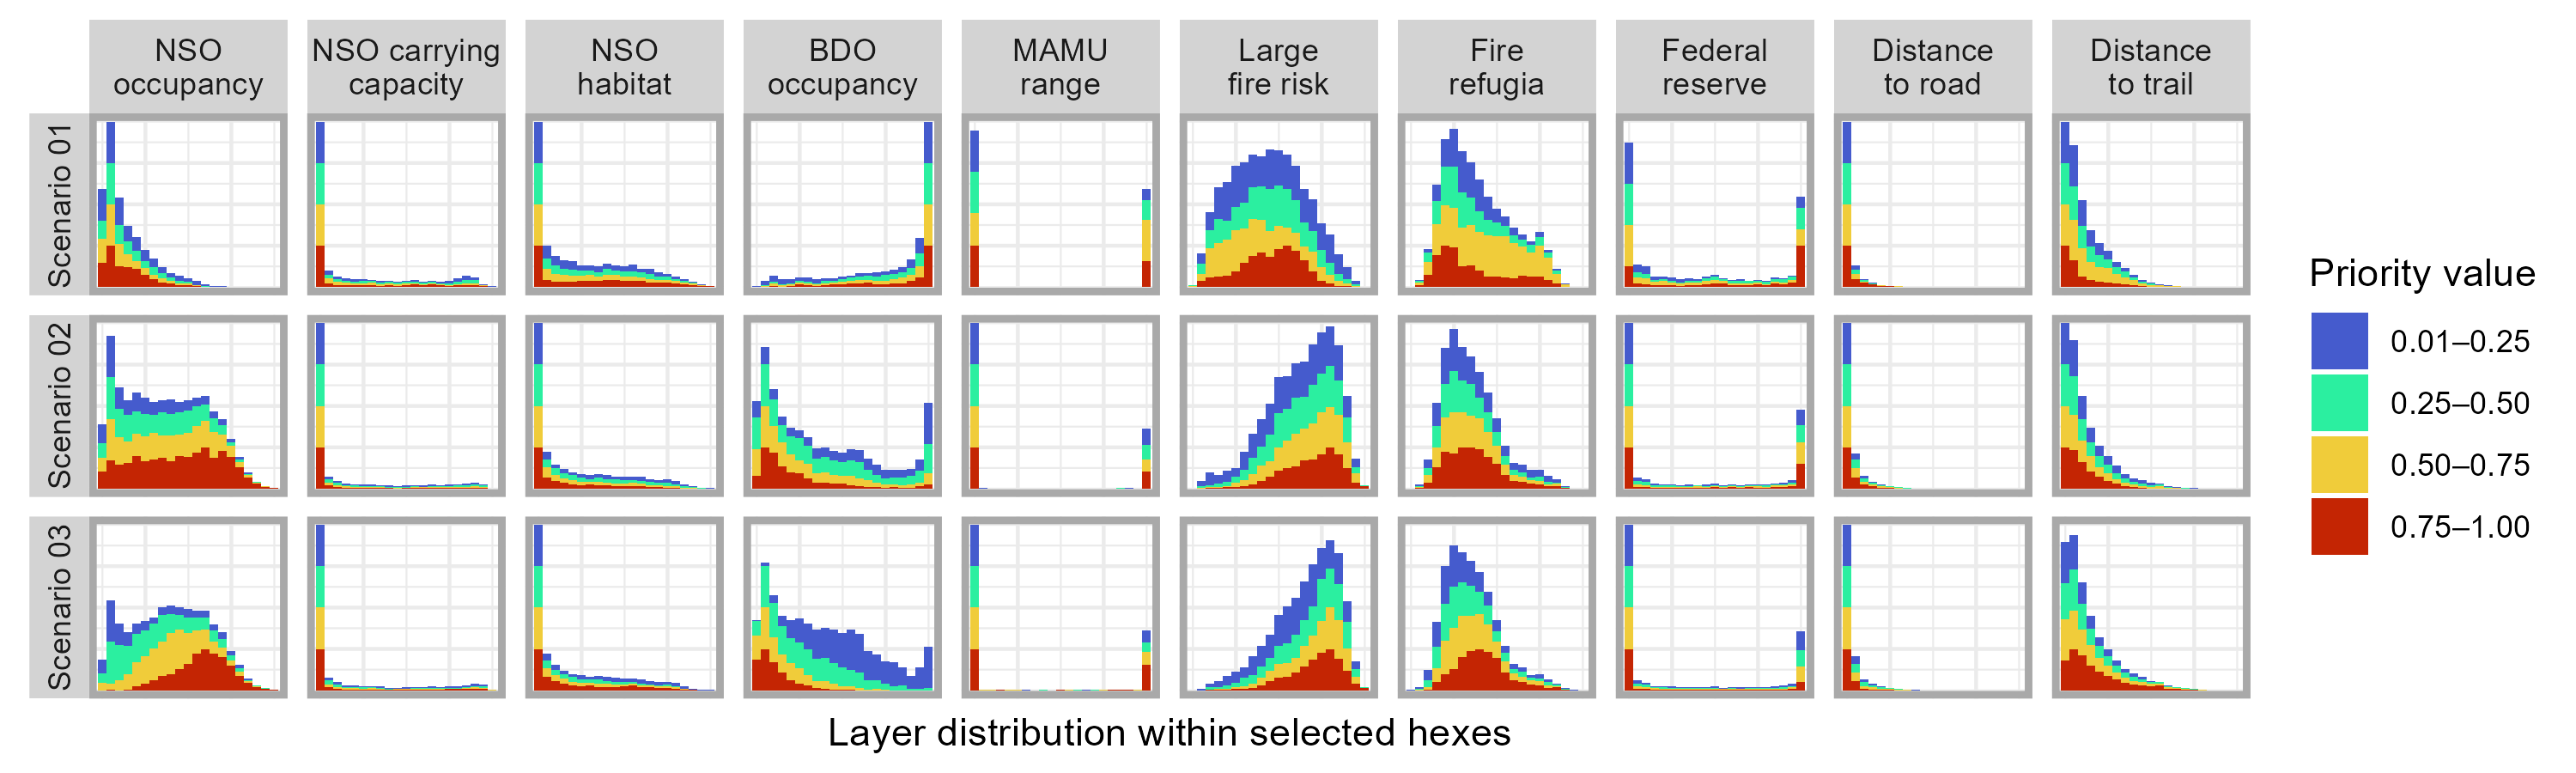 NSO
occupancy
NSO carrying
capacity
NSO
habitat
BDO
occupancy
MAMU
range
Large
fire risk
Fire
refugia
Federal
reserve
Distance
to road
Distance
to trail
Scenario 01
Scenario 02
Scenario 03
Layer distribution within selected hexes
Priority value
0.01–0.25
0.25–0.50
0.50–0.75
0.75–1.00